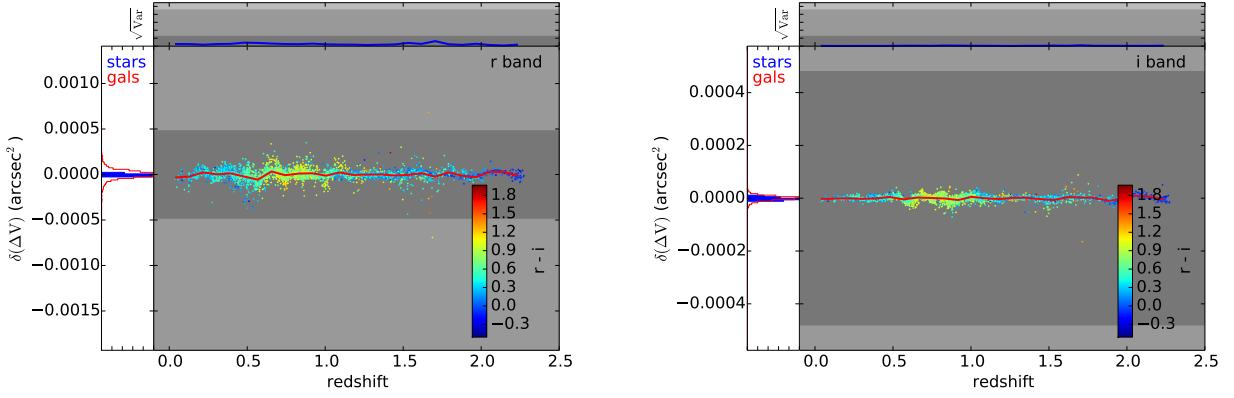 √Var
stars
gals
r band
0.0010
0.0005
0.0000
−0.0005
−0.0010
−0.0015
δ(ΔV) (arcsec²)
1.8
1.5
1.2
0.9
0.6
0.3
0.0
−0.3
r - i
0.0 0.5 1.0 1.5 2.0 2.5
redshift
√Var
stars
gals
i band
0.0004
0.0002
0.0000
−0.0002
−0.0004
δ(ΔV) (arcsec²)
1.8
1.5
1.2
0.9
0.6
0.3
0.0
−0.3
r - i
0.0 0.5 1.0 1.5 2.0 2.5
redshift